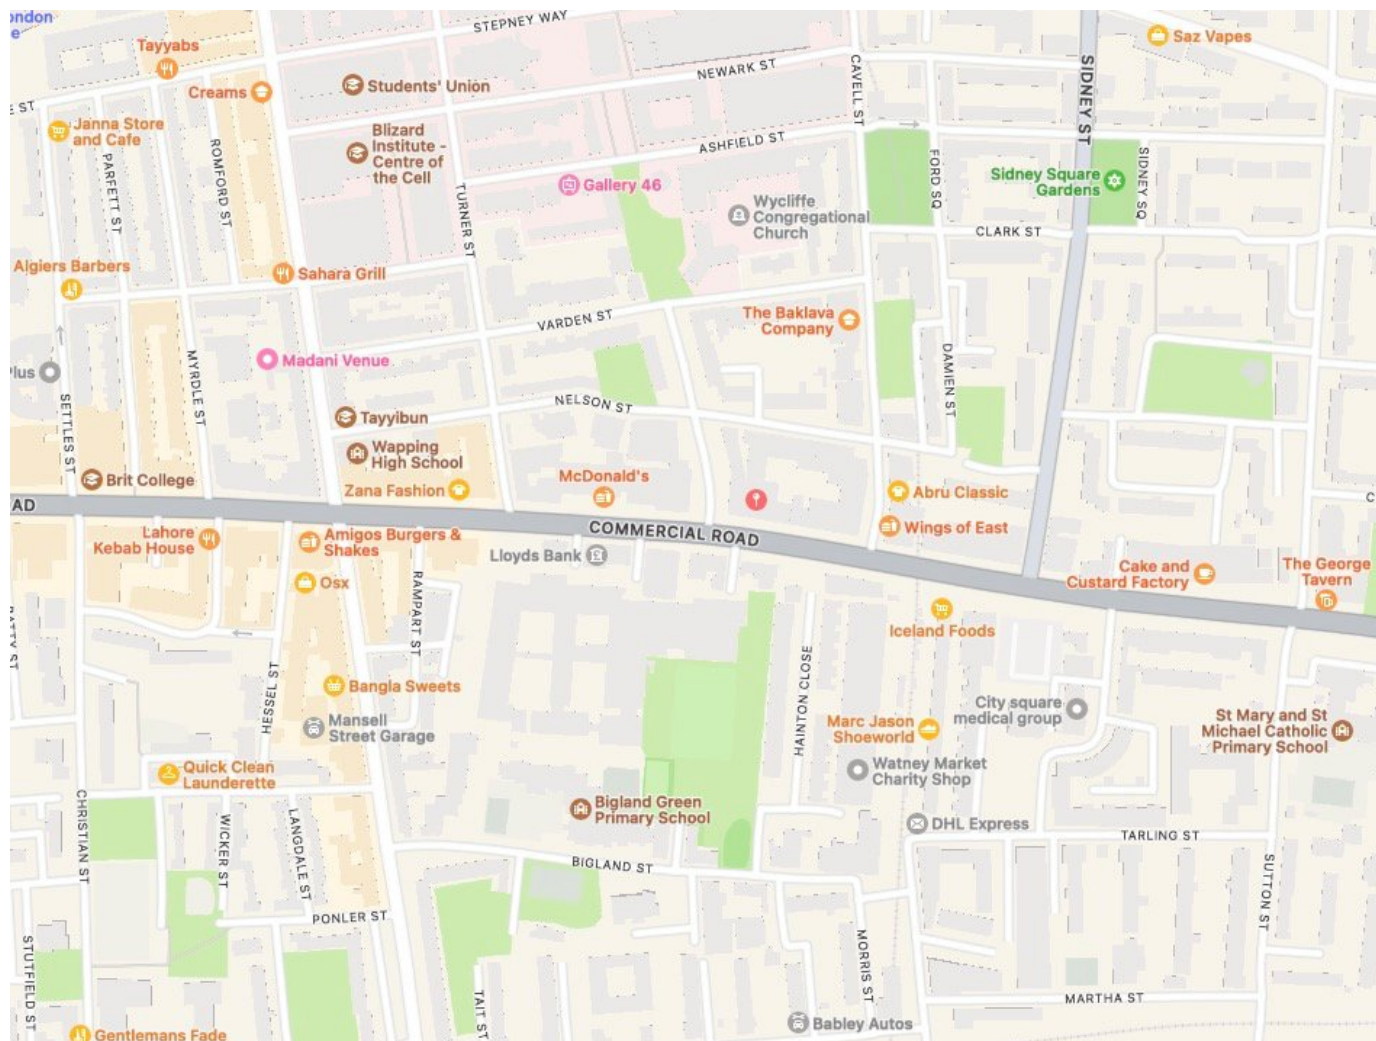 ondon
e
STEPNEY WAY
Saz Vapes
Tayyabs
NEWARK ST
CAVELL ST
SIDNEY ST
Creams
Students' Union
E ST
Janna Store
and Cafe
Blizard
Institute -
Centre of
the Cell
ASHFIELD ST
PARFETT ST
ROMFORD ST
TURNER ST
Gallery 46
FORD SQ
Sidney Square
Gardens
SIDNEY SQ
Wycliffe
Congregational
Church
CLARK ST
Algiers Barbers
Sahara Grill
VARDEN ST
The Baklava
Company
Madani Venue
plus
MYRDLE ST
DAMIEN ST
SETTLES ST
NELSON ST
Tayyibun
Wapping
High School
Brit College
Zana Fashion
McDonald's
Abru Classic
AD
COMMERCIAL ROAD
Wings of East
Lahore
Kebab House
Amigos Burgers &
Shakes
Lloyds Bank
Cake and
Custard Factory
The George
Tavern
C
Osx
RAMPART ST
Iceland Foods
BATTY ST
HESSEL ST
HAINTON CLOSE
Bangla Sweets
City square
medical group
Mansell
Street Garage
Marc Jason
Shoeworld
St Mary and St
Michael Catholic
Primary School
Quick Clean
Launderette
Watney Market
Charity Shop
CHRISTIAN ST
WICKER ST
LANGDALE ST
Bigland Green
Primary School
DHL Express
TARLING ST
BIGLAND ST
SUTTON ST
PONLER ST
STUTFIELD ST
TAIT ST
MORRIS ST
MARTHA ST
Gentlemans Fade
Babley Autos